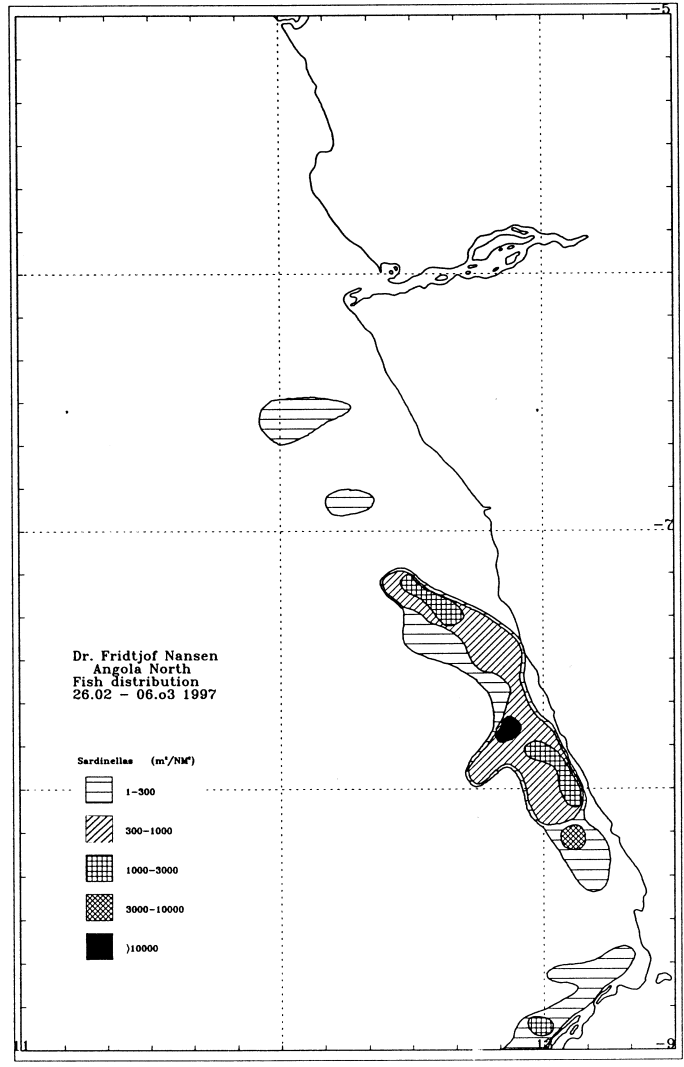 -5
-7
Dr. Fridtjof Nansen
Angola North
Fish distribution
26.02 - 06.o3 1997
Sardinellas (m²/NM²)
1-300
300-1000
1000-3000
3000-10000
>10000
11
13
-9